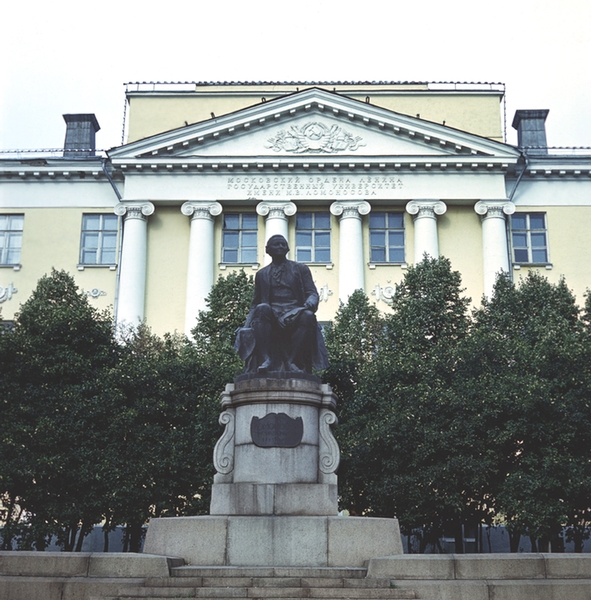 МОСКОВСКИЙ ОРДЕНА ЛЕНИНА
ГОСУДАРСТВЕННЫЙ УНИВЕРСИТЕТ
ИМЕНИ М.В. ЛОМОНОСОВА